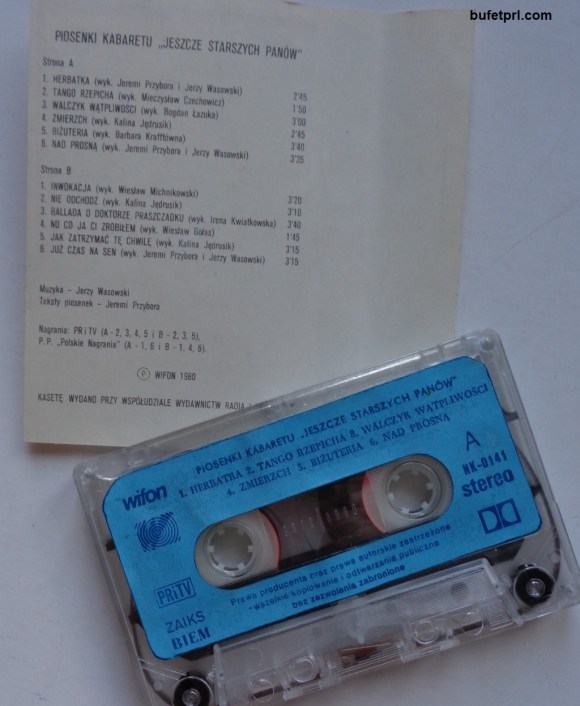 bufetprl.com
PIOSENKI KABARETU „JESZCZE STARSZYCH PANÓW"
Strona A
1. HERBATKA (wyk. Jeremi Przybora i Jerzy Wasowski) 2'45
2. TANGO RZEPICHA (wyk. Mieczysław Czechowicz) 1'50
3. WALCZYK WĄTPLIWOŚCI (wyk. Bogdan Łazuka) 3'00
4. ZMIERZCH (wyk. Kalina Jędrusik) 2'45
5. BIŻUTERIA (wyk. Barbara Krafftówna) 3'40
6. NAD PROSNĄ (wyk. Jeremi Przybora i Jerzy Wasowski) 3'25
Strona B
1. INWOKACJA (wyk. Wiesław Michnikowski) 3'20
2. NIE ODCHODŹ (wyk. Kalina Jędrusik) 3'10
3. BALLADA O DOKTORZE PRASZCZADKU (wyk. Irena Kwiatkowska) 3'40
4. NO CO JA CI ZROBIŁEM (wyk. Wiesław Gołas) 1'45
5. JAK ZATRZYMAĆ TĘ CHWILĘ (wyk. Kalina Jędrusik) 3'15
6. JUŻ CZAS NA SEN (wyk. Jeremi Przybora i Jerzy Wasowski) 3'15
Muzyka – Jerzy Wasowski
Teksty piosenek – Jeremi Przybora
Nagrania: PR i TV (A - 2, 3, 4, 5 i B - 2, 3, 5),
P.P. „Polskie Nagrania" (A - 1, 6 i B - 1, 4, 6).
Ⓟ WIFON 1980
KASETĘ WYDANO PRZY WSPÓŁUDZIALE WYDAWNICTW RADIA
PIOSENKI KABARETU „JESZCZE STARSZYCH PANÓW"
1. HERBATKA 2. TANGO RZEPICHA 3. WALCZYK WĄTPLIWOŚCI
4. ZMIERZCH 5. BIŻUTERIA 6. NAD PROSNĄ
wifon
A
NK-0141
stereo
PRiTV
ZAIKS
BIEM
Prawa producenta oraz prawa autorskie zastrzeżone
wszelkie kopiowanie i odtwarzanie publiczne
bez zezwolenia zabronione